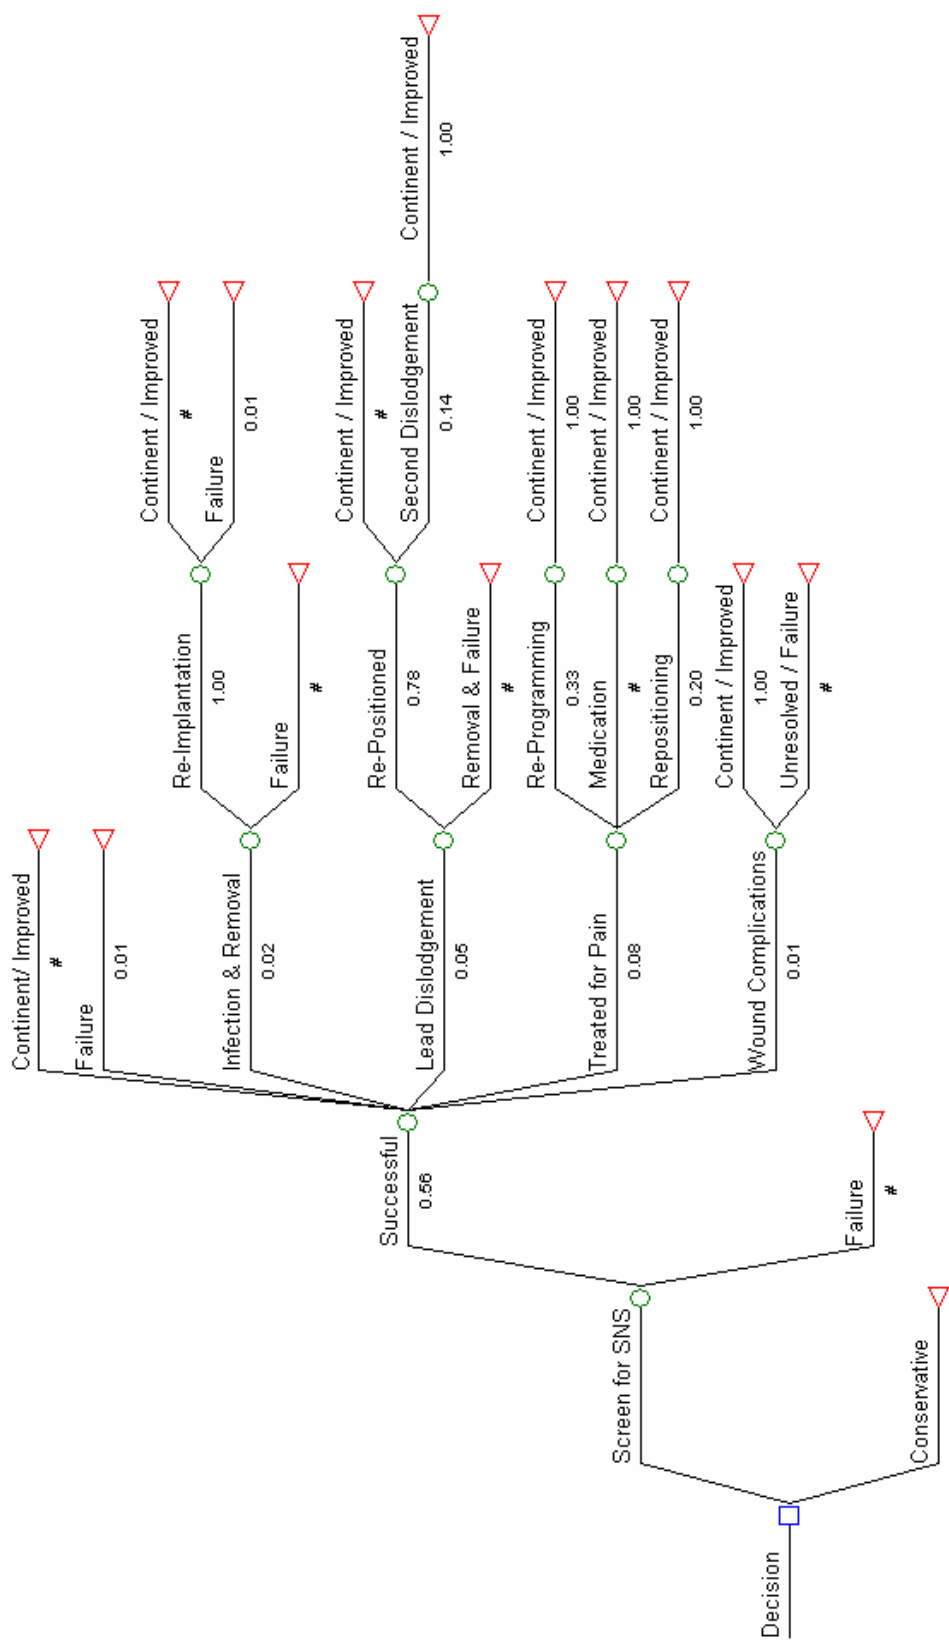 Decision
Screen for SNS
Successful
0.56
Continent/ Improved
#
Failure
0.01
Infection & Removal
0.02
Re-Implantation
1.00
Continent / Improved
#
Failure
0.01
Failure
#
Lead Dislodgement
0.05
Re-Positioned
0.78
Continent / Improved
#
Second Dislodgement
0.14
Continent / Improved
1.00
Removal & Failure
#
Treated for Pain
0.08
Re-Programming
0.33
Continent / Improved
1.00
Medication
#
Continent / Improved
1.00
Repositioning
0.20
Continent / Improved
1.00
Wound Complications
0.01
Continent / Improved
1.00
Unresolved / Failure
#
Failure
#
Conservative